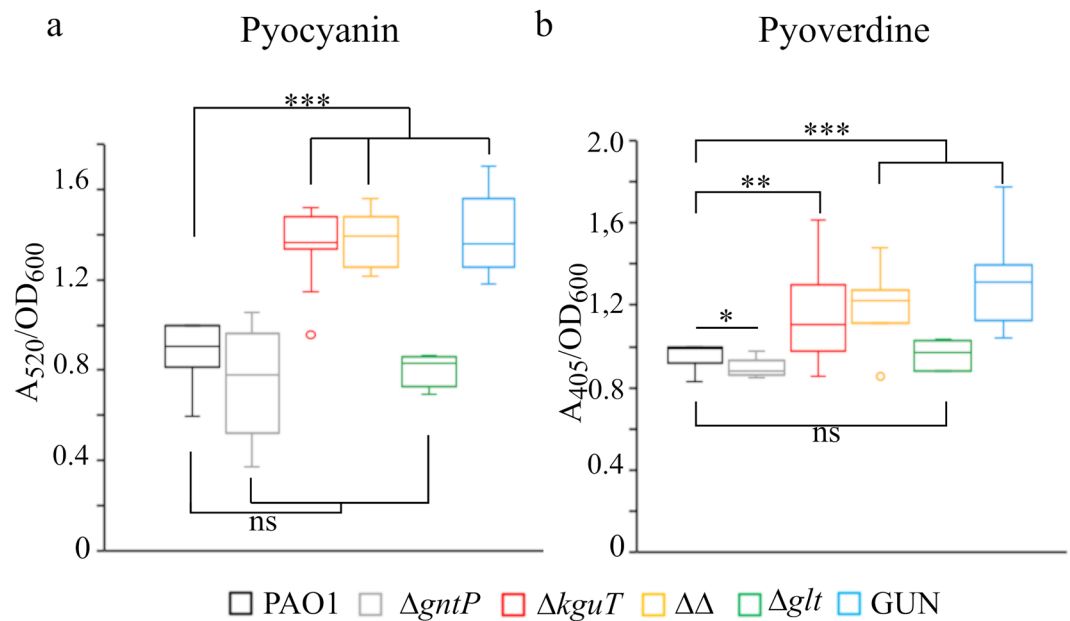 a Pyocyanin
***
1.6
1.2
0.8
0.4
0
A520/OD600
ns
b Pyoverdine
2.0
1,6
1,2
0.8
0.4
0
A405/OD600
***
**
*
ns
PAO1 ΔgntP ΔkguT ΔΔ Δglt GUN